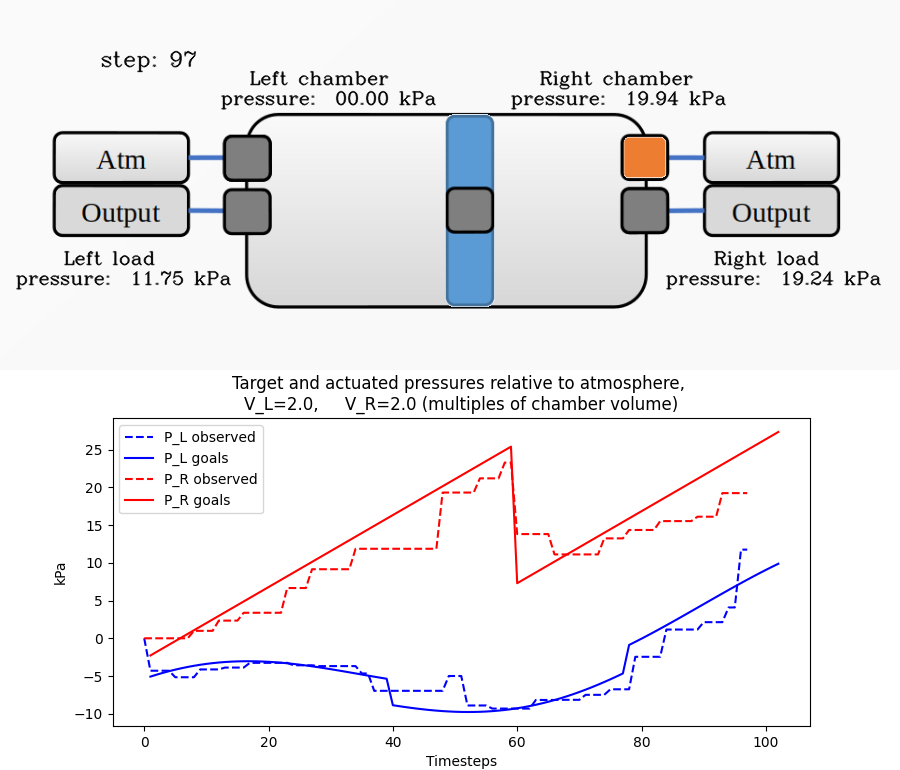 step: 97
Left chamber
pressure: 00.00 kPa
Right chamber
pressure: 19.94 kPa
Atm
Output
Atm
Output
Left load
pressure: 11.75 kPa
Right load
pressure: 19.24 kPa
Target and actuated pressures relative to atmosphere,
V_L=2.0, V_R=2.0 (multiples of chamber volume)
P_L observed
P_L goals
P_R observed
P_R goals
25
20
15
10
5
0
−5
−10
kPa
0 20 40 60 80 100
Timesteps